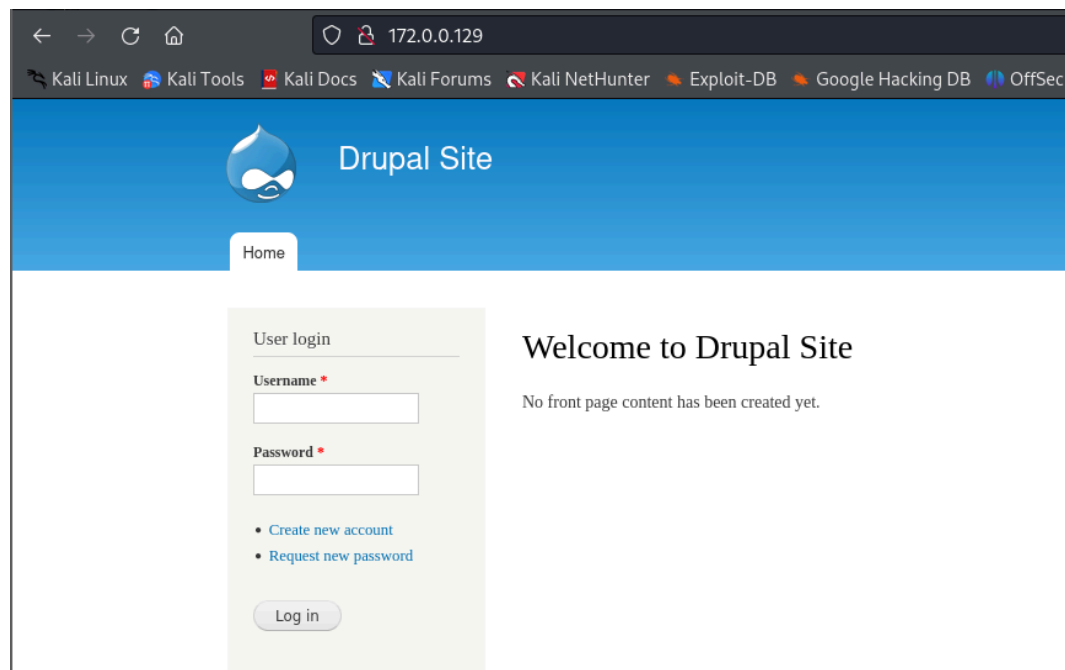 172.0.0.129
Kali Linux Kali Tools Kali Docs Kali Forums Kali NetHunter Exploit-DB Google Hacking DB OffSec
Drupal Site
Home
User login
Username *
Password *
Create new account
Request new password
Log in
Welcome to Drupal Site
No front page content has been created yet.